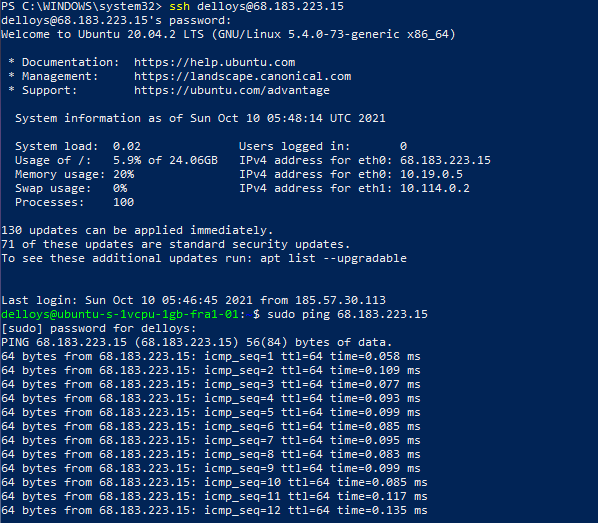 PS C:\WINDOWS\system32> ssh delloys@68.183.223.15
delloys@68.183.223.15's password:
Welcome to Ubuntu 20.04.2 LTS (GNU/Linux 5.4.0-73-generic x86_64)
* Documentation:  https://help.ubuntu.com
* Management:     https://landscape.canonical.com
* Support:        https://ubuntu.com/advantage
System information as of Sun Oct 10 05:48:14 UTC 2021
System load:  0.02               Users logged in:       0
Usage of /:   5.9% of 24.06GB   IPv4 address for eth0: 68.183.223.15
Memory usage: 20%                IPv4 address for eth0: 10.19.0.5
Swap usage:   0%                 IPv4 address for eth1: 10.114.0.2
Processes:    100
130 updates can be applied immediately.
71 of these updates are standard security updates.
To see these additional updates run: apt list --upgradable
Last login: Sun Oct 10 05:46:45 2021 from 185.57.30.113
delloys@ubuntu-s-1vcpu-1gb-fra1-01: $ sudo ping 68.183.223.15
[sudo] password for delloys:
PING 68.183.223.15 (68.183.223.15) 56(84) bytes of data.
64 bytes from 68.183.223.15: icmp_seq=1 ttl=64 time=0.058 ms
64 bytes from 68.183.223.15: icmp_seq=2 ttl=64 time=0.109 ms
64 bytes from 68.183.223.15: icmp_seq=3 ttl=64 time=0.077 ms
64 bytes from 68.183.223.15: icmp_seq=4 ttl=64 time=0.093 ms
64 bytes from 68.183.223.15: icmp_seq=5 ttl=64 time=0.099 ms
64 bytes from 68.183.223.15: icmp_seq=6 ttl=64 time=0.085 ms
64 bytes from 68.183.223.15: icmp_seq=7 ttl=64 time=0.095 ms
64 bytes from 68.183.223.15: icmp_seq=8 ttl=64 time=0.083 ms
64 bytes from 68.183.223.15: icmp_seq=9 ttl=64 time=0.099 ms
64 bytes from 68.183.223.15: icmp_seq=10 ttl=64 time=0.085 ms
64 bytes from 68.183.223.15: icmp_seq=11 ttl=64 time=0.117 ms
64 bytes from 68.183.223.15: icmp_seq=12 ttl=64 time=0.135 ms